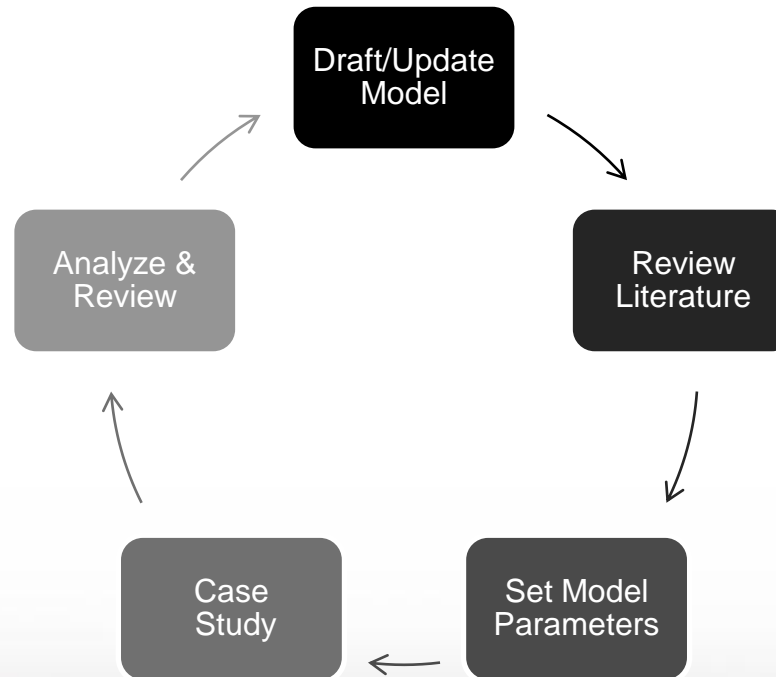 Draft/Update
Model
Review
Literature
Set Model
Parameters
Case
Study
Analyze &
Review